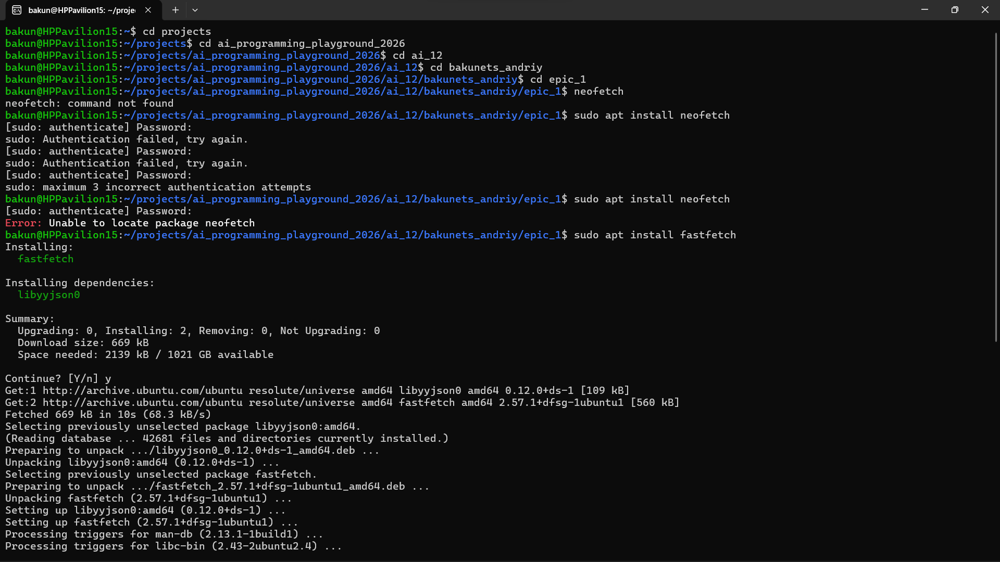 bakun@HPPavilion15: ~/proje
bakun@HPPavilion15:~$ cd projects
bakun@HPPavilion15:~/projects$ cd ai_programming_playground_2026
bakun@HPPavilion15:~/projects/ai_programming_playground_2026$ cd ai_12
bakun@HPPavilion15:~/projects/ai_programming_playground_2026/ai_12$ cd bakunets_andriy
bakun@HPPavilion15:~/projects/ai_programming_playground_2026/ai_12/bakunets_andriy$ cd epic_1
bakun@HPPavilion15:~/projects/ai_programming_playground_2026/ai_12/bakunets_andriy/epic_1$ neofetch
neofetch: command not found
bakun@HPPavilion15:~/projects/ai_programming_playground_2026/ai_12/bakunets_andriy/epic_1$ sudo apt install neofetch
[sudo: authenticate] Password:
sudo: Authentication failed, try again.
[sudo: authenticate] Password:
sudo: Authentication failed, try again.
[sudo: authenticate] Password:
sudo: maximum 3 incorrect authentication attempts
bakun@HPPavilion15:~/projects/ai_programming_playground_2026/ai_12/bakunets_andriy/epic_1$ sudo apt install neofetch
[sudo: authenticate] Password:
Error: Unable to locate package neofetch
bakun@HPPavilion15:~/projects/ai_programming_playground_2026/ai_12/bakunets_andriy/epic_1$ sudo apt install fastfetch
Installing:
  fastfetch

Installing dependencies:
  libyyjson0

Summary:
  Upgrading: 0, Installing: 2, Removing: 0, Not Upgrading: 0
  Download size: 669 kB
  Space needed: 2139 kB / 1021 GB available

Continue? [Y/n] y
Get:1 http://archive.ubuntu.com/ubuntu resolute/universe amd64 libyyjson0 amd64 0.12.0+ds-1 [109 kB]
Get:2 http://archive.ubuntu.com/ubuntu resolute/universe amd64 fastfetch amd64 2.57.1+dfsg-1ubuntu1 [560 kB]
Fetched 669 kB in 10s (68.3 kB/s)
Selecting previously unselected package libyyjson0:amd64.
(Reading database ... 42681 files and directories currently installed.)
Preparing to unpack .../libyyjson0_0.12.0+ds-1_amd64.deb ...
Unpacking libyyjson0:amd64 (0.12.0+ds-1) ...
Selecting previously unselected package fastfetch.
Preparing to unpack .../fastfetch_2.57.1+dfsg-1ubuntu1_amd64.deb ...
Unpacking fastfetch (2.57.1+dfsg-1ubuntu1) ...
Setting up libyyjson0:amd64 (0.12.0+ds-1) ...
Setting up fastfetch (2.57.1+dfsg-1ubuntu1) ...
Processing triggers for man-db (2.13.1-1build1) ...
Processing triggers for libc-bin (2.43-2ubuntu2.4) ...